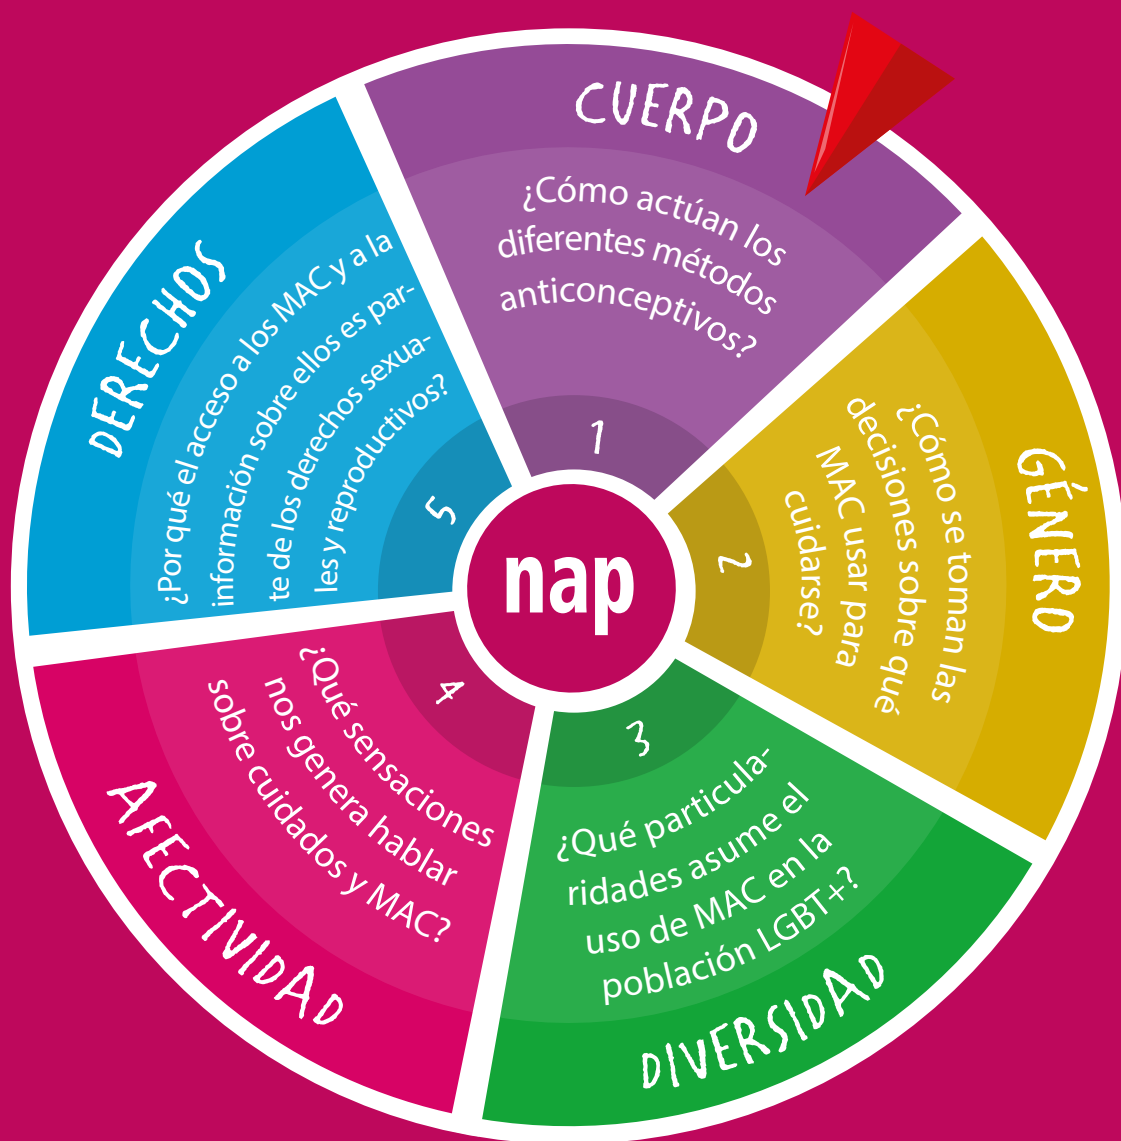 CUERPO
¿Cómo actúan los
diferentes métodos
anticonceptivos?
1
GÉNERO
¿Cómo se toman las
decisiones sobre qué
MAC usar para
cuidarse?
2
3
¿Qué particula-
ridades asume el
uso de MAC en la
población LGBT+?
DIVERSIDAD
4
¿Qué sensaciones
nos genera hablar
sobre cuidados y MAC?
AFECTIVIDAD
DERECHOS
¿Por qué el acceso a los MAC y a la
información sobre ellos es par-
te de los derechos sexua-
les y reproductivos?
5
nap